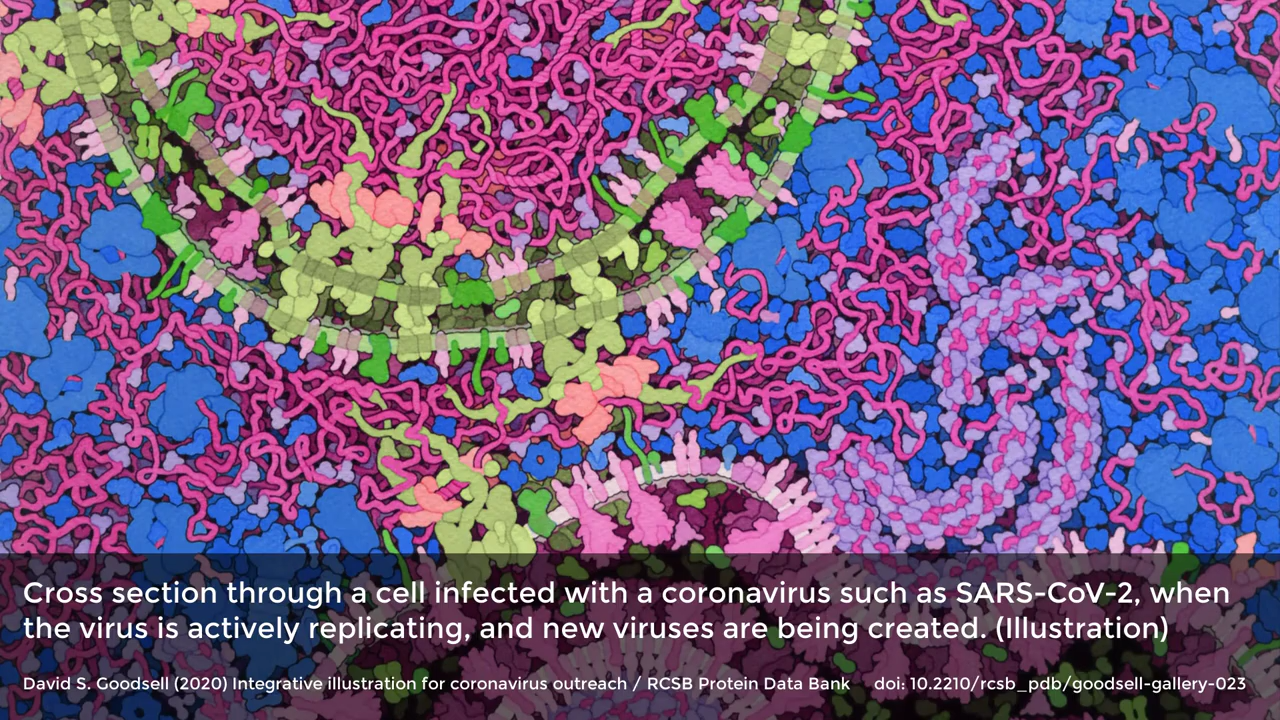 Cross section through a cell infected with a coronavirus such as SARS-CoV-2, when
the virus is actively replicating, and new viruses are being created. (Illustration)
David S. Goodsell (2020) Integrative illustration for coronavirus outreach / RCSB Protein Data Bank doi: 10.2210/rcsb_pdb/goodsell-gallery-023